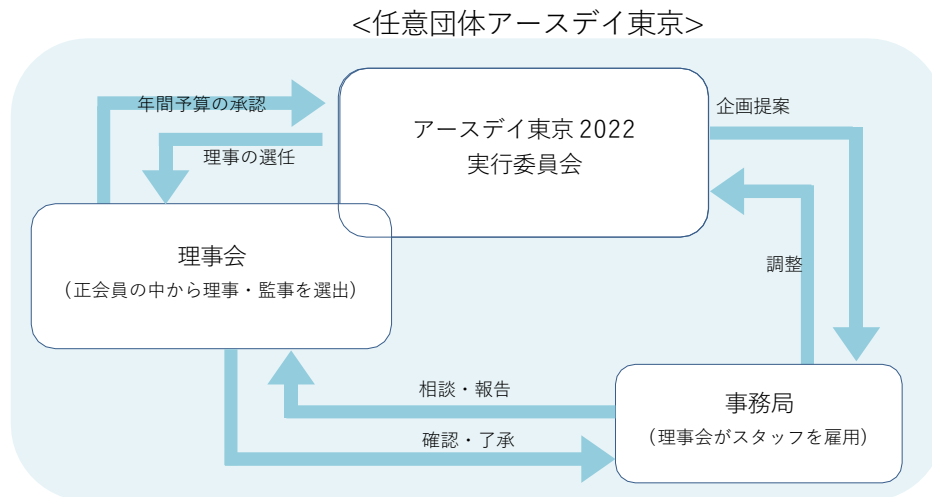 <任意団体アースデイ東京>
年間予算の承認
企画提案
アースデイ東京 2022
実行委員会
理事の選任
理事会
（正会員の中から理事・監事を選出）
調整
相談・報告
事務局
（理事会がスタッフを雇用）
確認・了承